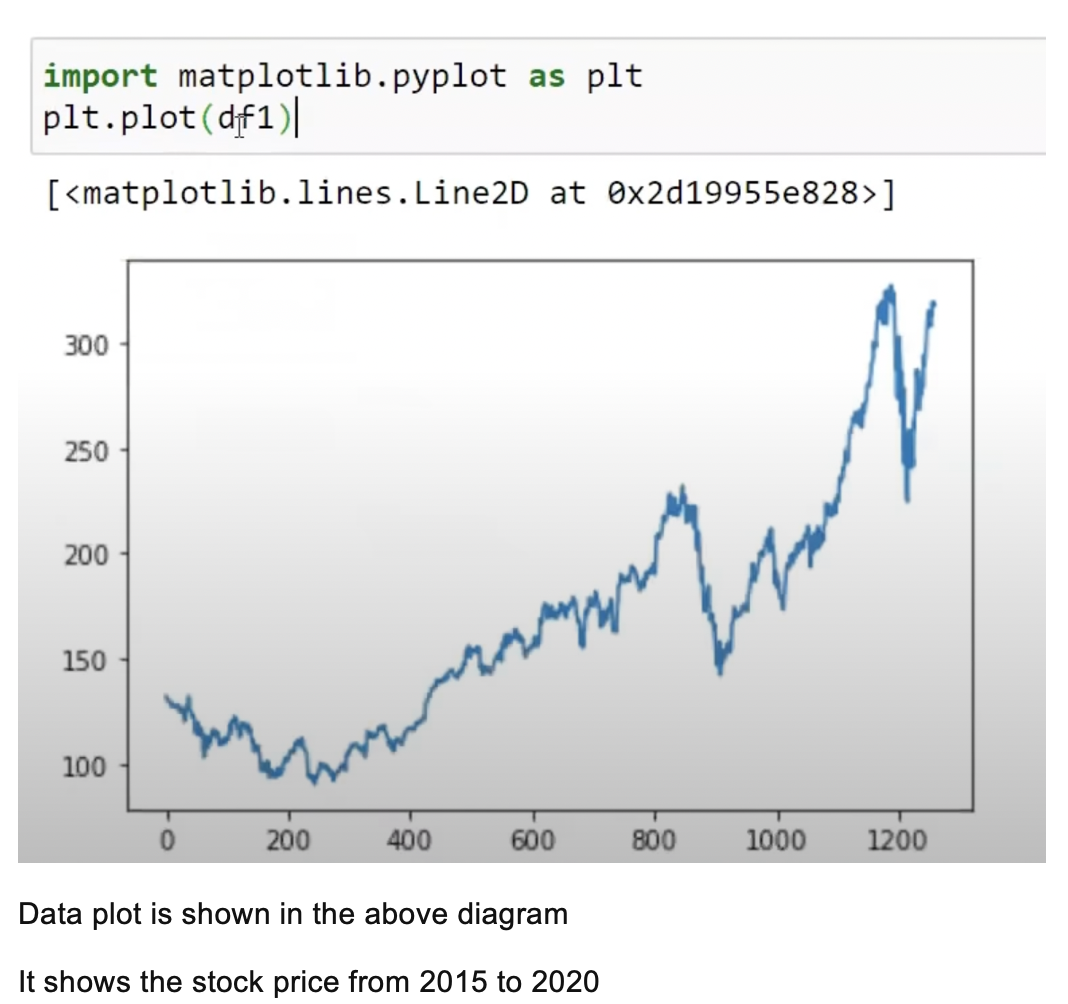 import matplotlib.pyplot as plt
plt.plot(df1)
[<matplotlib.lines.Line2D at 0x2d19955e828>]
300
250
200
150
100
0 200 400 600 800 1000 1200
Data plot is shown in the above diagram
It shows the stock price from 2015 to 2020